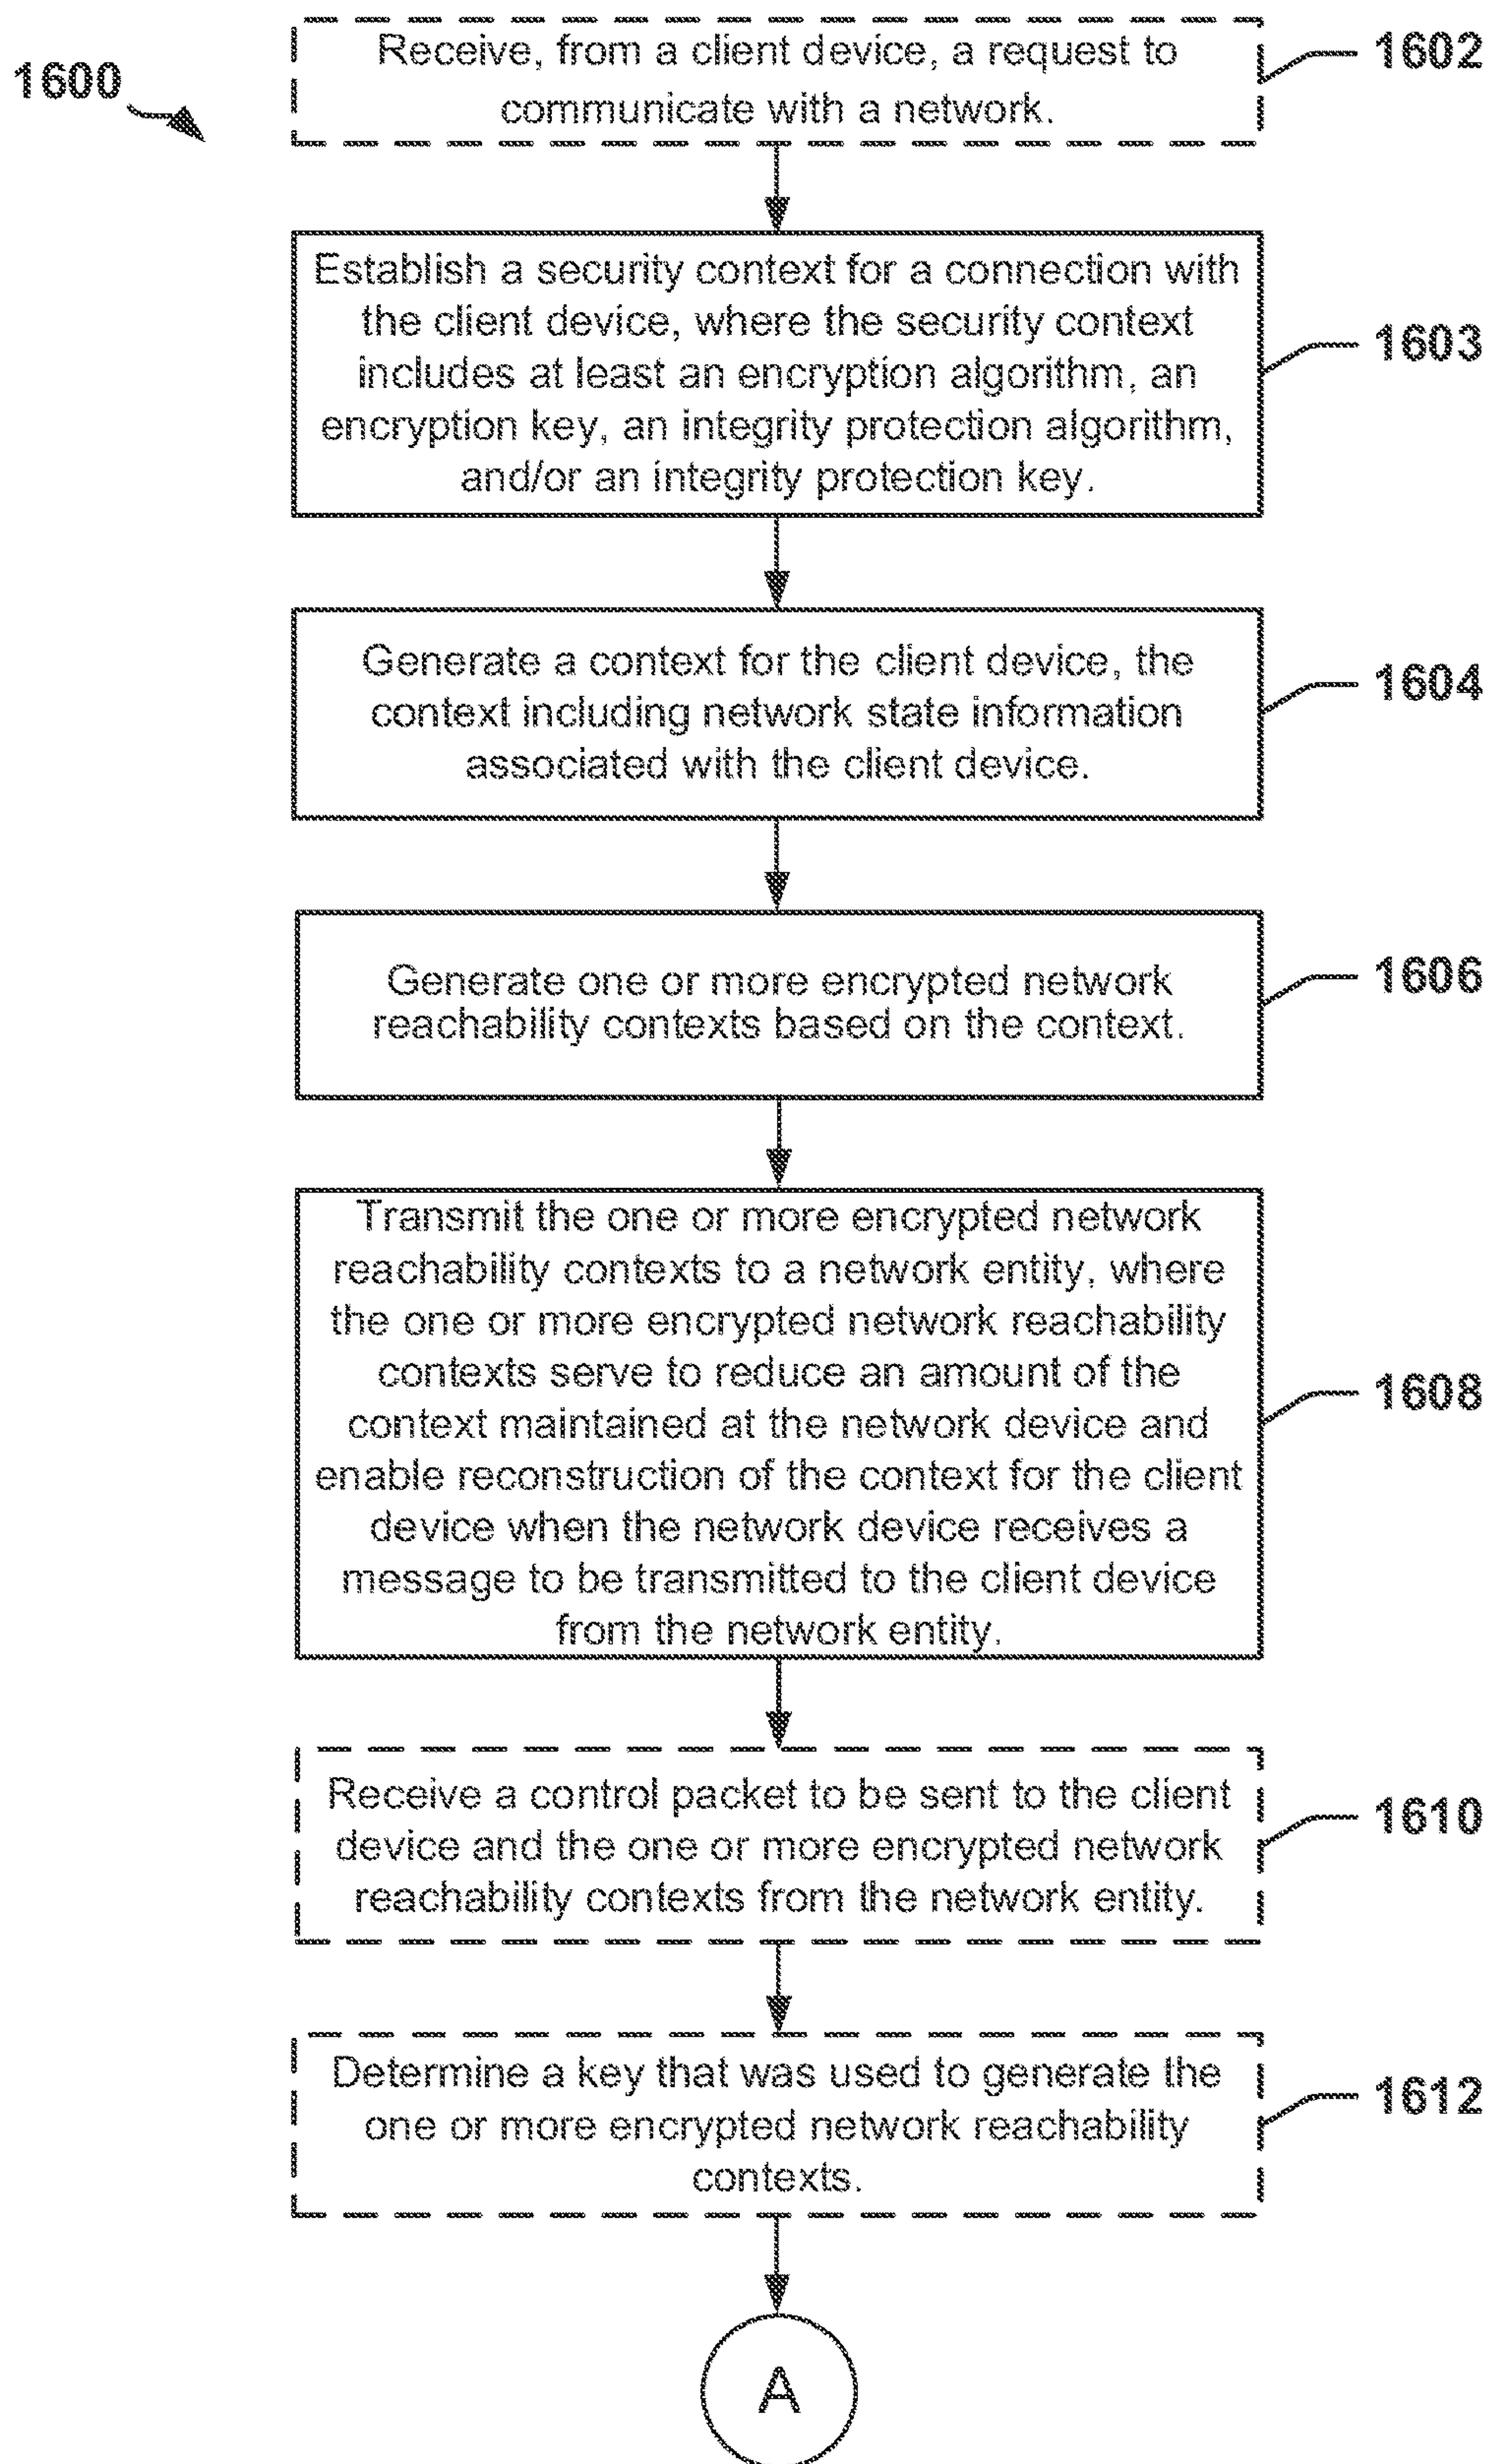 1600
Receive, from a client device, a request to
communicate with a network.
1602
Establish a security context for a connection with
the client device, where the security context
includes at least an encryption algorithm, an
encryption key, an integrity protection algorithm,
and/or an integrity protection key.
1603
Generate a context for the client device, the
context including network state information
associated with the client device.
1604
Generate one or more encrypted network
reachability contexts based on the context.
1606
Transmit the one or more encrypted network
reachability contexts to a network entity, where
the one or more encrypted network reachability
contexts serve to reduce an amount of the
context maintained at the network device and
enable reconstruction of the context for the client
device when the network device receives a
message to be transmitted to the client device
from the network entity.
1608
Receive a control packet to be sent to the client
device and the one or more encrypted network
reachability contexts from the network entity.
1610
Determine a key that was used to generate the
one or more encrypted network reachability
contexts.
1612
A